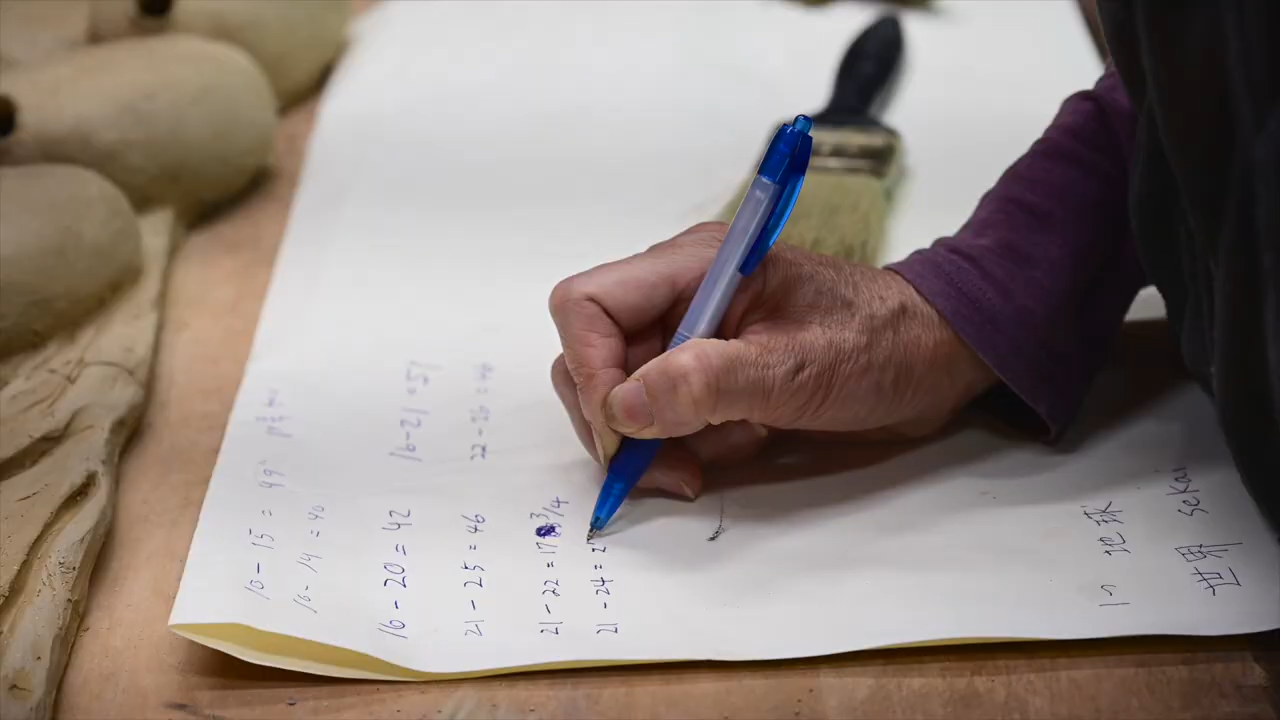 10 - 15 = 49
10 - 14 = 40
16 - 20 = 42
16 - 21 = 57
21 - 25 = 46
22 - 26 =
21 - 22 = 17 3/4
21 - 24 = 2
地球
世界 sekai